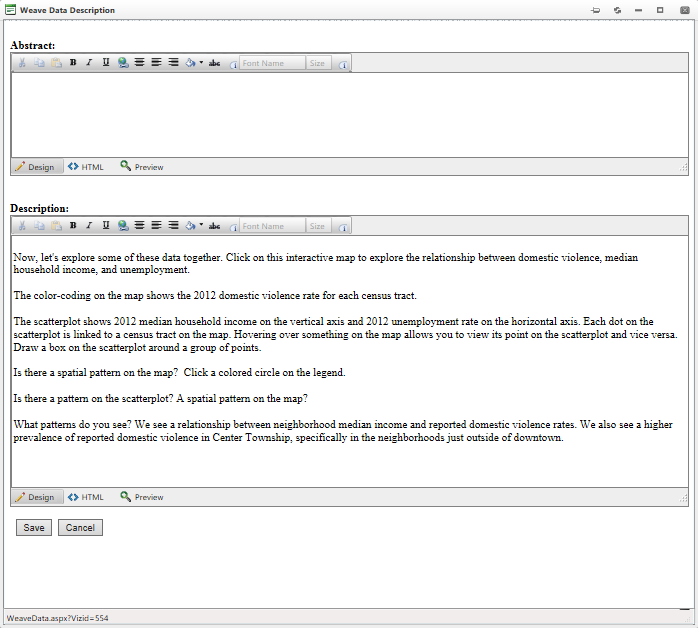 Weave Data Description
Abstract:
B I U abc Font Name Size
Design HTML Preview
Description:
B I U abc Font Name Size
Now, let's explore some of these data together. Click on this interactive map to explore the relationship between domestic violence, median
household income, and unemployment.
The color-coding on the map shows the 2012 domestic violence rate for each census tract.
The scatterplot shows 2012 median household income on the vertical axis and 2012 unemployment rate on the horizontal axis. Each dot on the
scatterplot is linked to a census tract on the map. Hovering over something on the map allows you to view its point on the scatterplot and vice versa.
Draw a box on the scatterplot around a group of points.
Is there a spatial pattern on the map?  Click a colored circle on the legend.
Is there a pattern on the scatterplot? A spatial pattern on the map?
What patterns do you see? We see a relationship between neighborhood median income and reported domestic violence rates. We also see a higher
prevalence of reported domestic violence in Center Township, specifically in the neighborhoods just outside of downtown.
Design HTML Preview
Save Cancel
WeaveData.aspx?Vizid=554